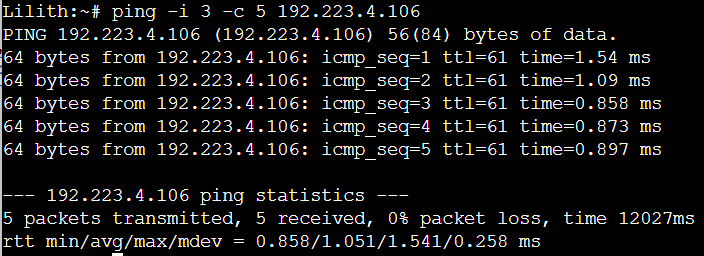 Lilith:~# ping -i 3 -c 5 192.223.4.106
PING 192.223.4.106 (192.223.4.106) 56(84) bytes of data.
64 bytes from 192.223.4.106: icmp_seq=1 ttl=61 time=1.54 ms
64 bytes from 192.223.4.106: icmp_seq=2 ttl=61 time=1.09 ms
64 bytes from 192.223.4.106: icmp_seq=3 ttl=61 time=0.858 ms
64 bytes from 192.223.4.106: icmp_seq=4 ttl=61 time=0.873 ms
64 bytes from 192.223.4.106: icmp_seq=5 ttl=61 time=0.897 ms
--- 192.223.4.106 ping statistics ---
5 packets transmitted, 5 received, 0% packet loss, time 12027ms
rtt min/avg/max/mdev = 0.858/1.051/1.541/0.258 ms